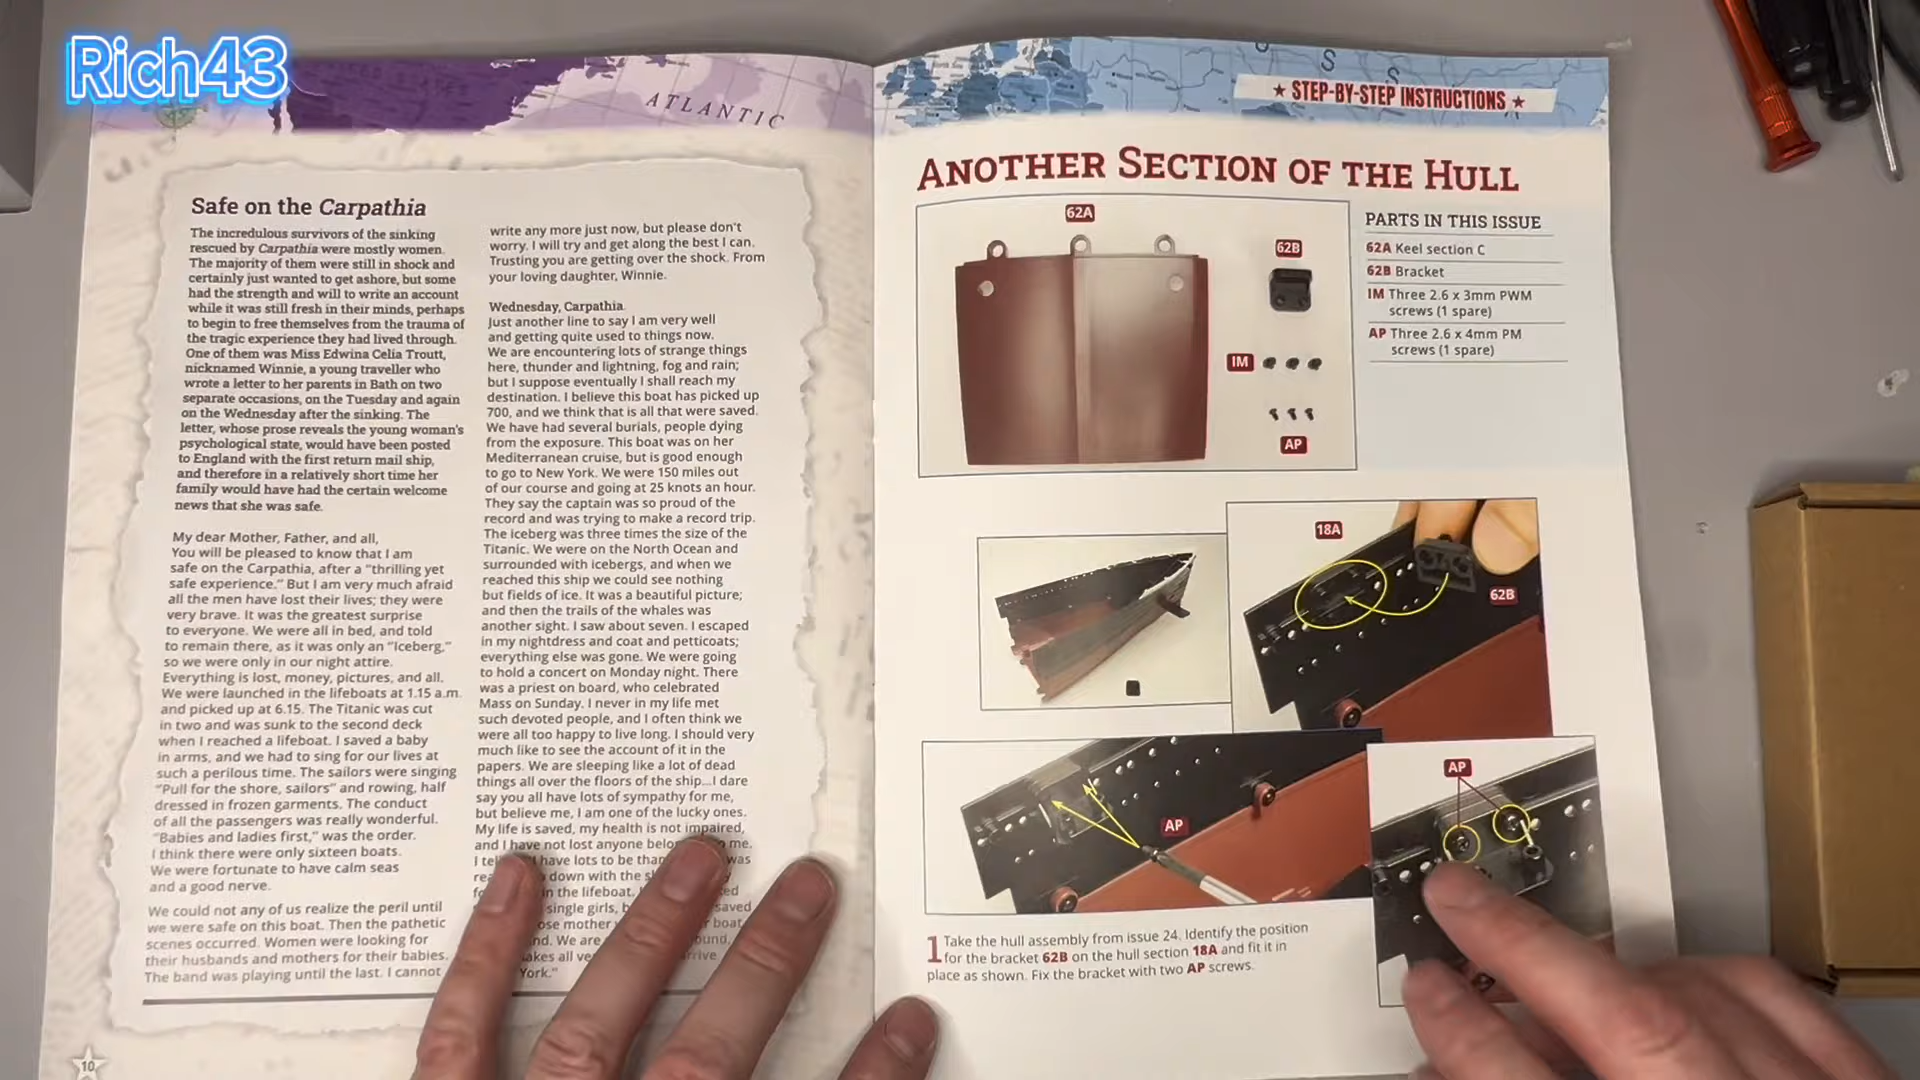 Rich43
ATLANTIC
Safe on the Carpathia
The incredulous survivors of the sinking
rescued by Carpathia were mostly women.
The majority of them were still in shock and
certainly just wanted to get ashore, but some
had the strength and will to write an account
while it was still fresh in their minds, perhaps
to begin to free themselves from the trauma of
the tragic experience they had lived through.
One of them was Miss Edwina Celia Troutt,
nicknamed Winnie, a young traveller who
wrote a letter to her parents in Bath on two
separate occasions, on the Tuesday and again
on the Wednesday after the sinking. The
letter, whose prose reveals the young woman's
psychological state, would have been posted
to England with the first return mail ship,
and therefore in a relatively short time her
family would have had the certain welcome
news that she was safe.
My dear Mother, Father, and all,
You will be pleased to know that I am
safe on the Carpathia, after a "thrilling yet
safe experience." But I am very much afraid
all the men have lost their lives; they were
very brave. It was the greatest surprise
to everyone. We were all in bed, and told
to remain there, as it was only an "Iceberg,"
so we were only in our night attire.
Everything is lost, money, pictures, and all.
We were launched in the lifeboats at 1.15 a.m.
and picked up at 6.15. The Titanic was cut
in two and was sunk to the second deck
when I reached a lifeboat. I saved a baby
in arms, and we had to sing for our lives at
such a perilous time. The sailors were singing
"Pull for the shore, sailors" and rowing, half
dressed in frozen garments. The conduct
of all the passengers was really wonderful.
"Babies and ladies first," was the order.
I think there were only sixteen boats.
We were fortunate to have calm seas
and a good nerve.
We could not any of us realize the peril until
we were safe on this boat. Then the pathetic
scenes occurred. Women were looking for
their husbands and mothers for their babies.
The band was playing until the last. I cannot
write any more just now, but please don't
worry. I will try and get along the best I can.
Trusting you are getting over the shock. From
your loving daughter, Winnie.
Wednesday, Carpathia.
Just another line to say I am very well
and getting quite used to things now.
We are encountering lots of strange things
here, thunder and lightning, fog and rain;
but I suppose eventually I shall reach my
destination. I believe this boat has picked up
700, and we think that is all that were saved.
We have had several burials, people dying
from the exposure. This boat was on her
Mediterranean cruise, but is good enough
to go to New York. We were 150 miles out
of our course and going at 25 knots an hour.
They say the captain was so proud of the
record and was trying to make a record trip.
The iceberg was three times the size of the
Titanic. We were on the North Ocean and
surrounded with icebergs, and when we
reached this ship we could see nothing
but fields of ice. It was a beautiful picture;
and then the trails of the whales was
another sight. I saw about seven. I escaped
in my nightdress and coat and petticoats;
everything else was gone. We were going
to hold a concert on Monday night. There
was a priest on board, who celebrated
Mass on Sunday. I never in my life met
such devoted people, and I often think we
were all too happy to live long. I should very
much like to see the account of it in the
papers. We are sleeping like a lot of dead
things all over the floors of the ship...I dare
say you all have lots of sympathy for me,
but believe me, I am one of the lucky ones.
My life is saved, my health is not impaired,
and I have not lost anyone me.
I have lots to be was
down with the
in the lifeboat.
single girls, saved
mother boat
We are
York."
10
★ STEP-BY-STEP INSTRUCTIONS ★
ANOTHER SECTION OF THE HULL
62A
62B
IM
AP
PARTS IN THIS ISSUE
62A Keel section C
62B Bracket
IM Three 2.6 x 3mm PWM
screws (1 spare)
AP Three 2.6 x 4mm PM
screws (1 spare)
18A
62B
AP
AP
1 Take the hull assembly from issue 24. Identify the position
for the bracket 62B on the hull section 18A and fit it in
place as shown. Fix the bracket with two AP screws.